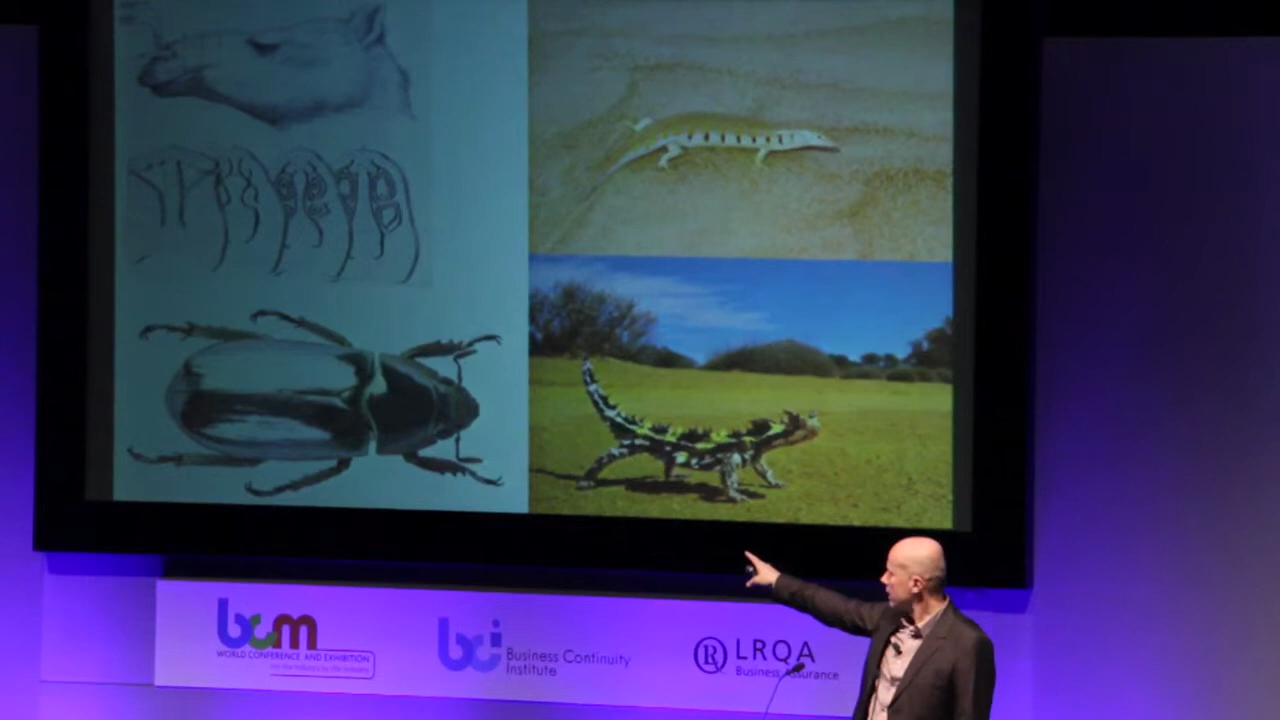 bcm
WORLD CONFERENCE AND EXHIBITION
bci
Business Continuity
Institute
LRQA
Business Assurance